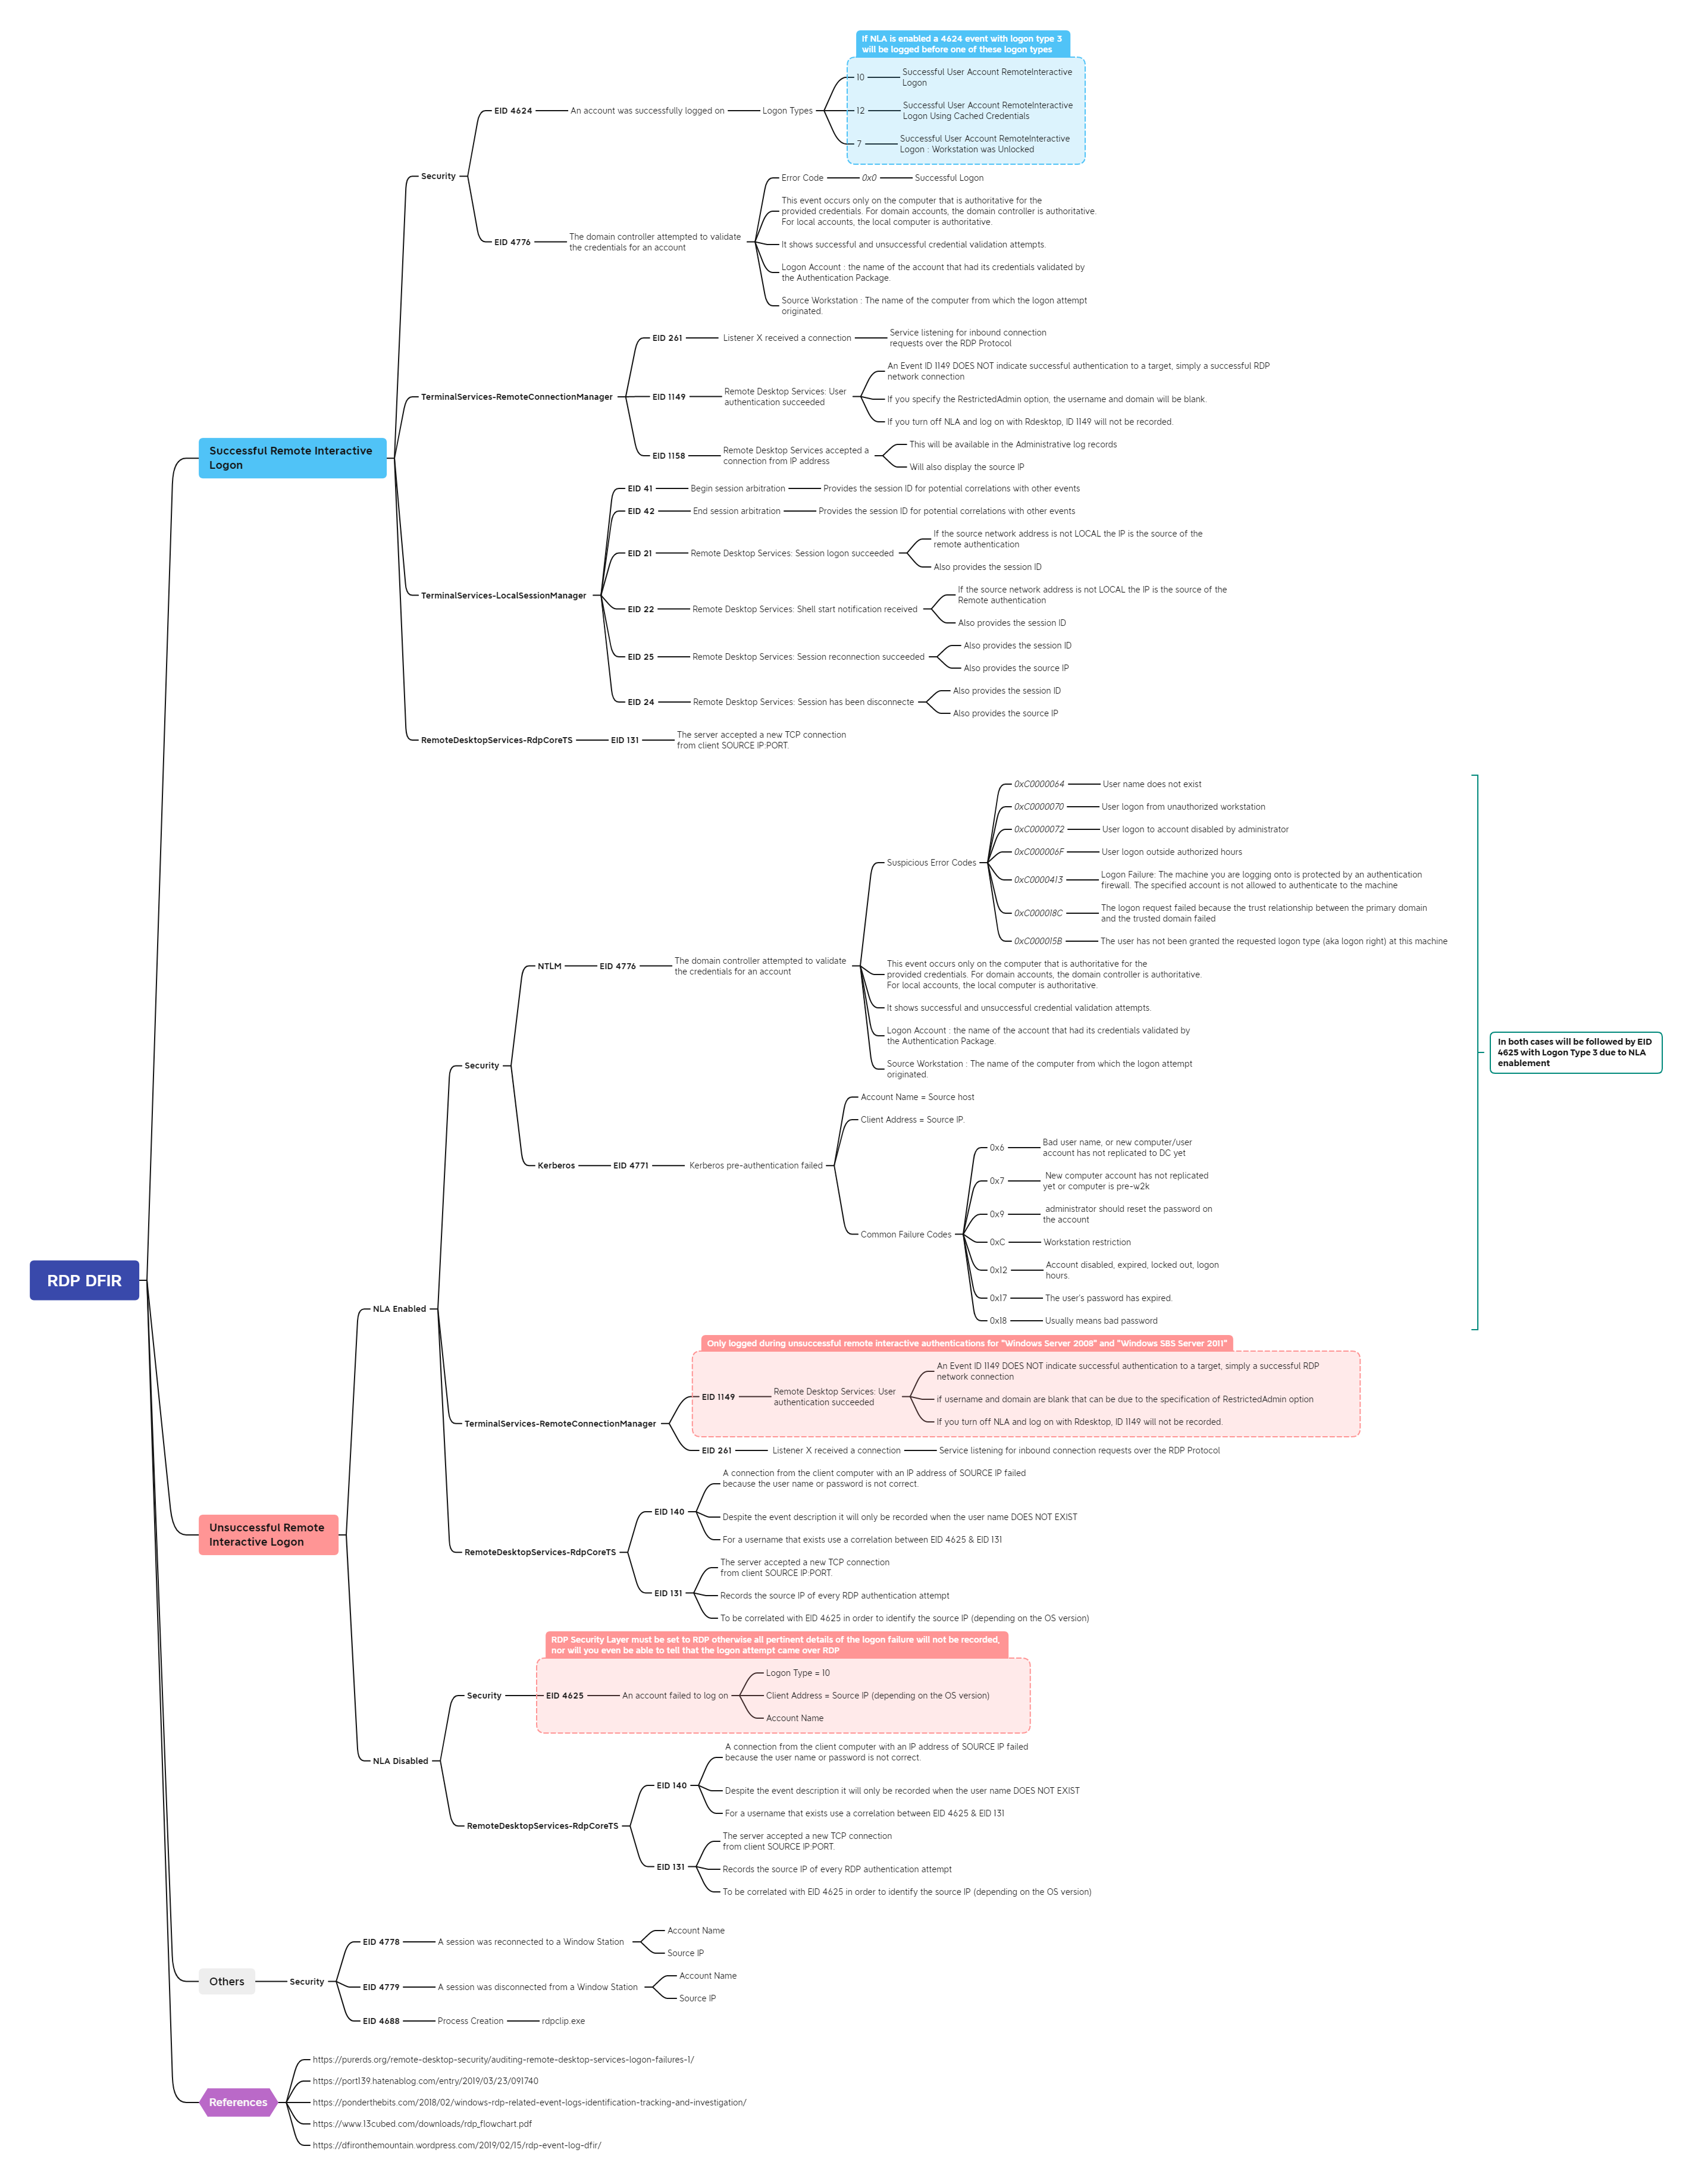 If NLA is enabled a 4624 event with logon type 3
will be logged before one of these logon types
10
Successful User Account RemoteInteractive
Logon
EID 4624
An account was successfully logged on
Logon Types
12
Successful User Account RemoteInteractive
Logon Using Cached Credentials
7
Successful User Account RemoteInteractive
Logon : Workstation was Unlocked
Security
Error Code
0x0
Successful Logon
This event occurs only on the computer that is authoritative for the
provided credentials. For domain accounts, the domain controller is authoritative.
For local accounts, the local computer is authoritative.
EID 4776
The domain controller attempted to validate
the credentials for an account
It shows successful and unsuccessful credential validation attempts.
Logon Account : the name of the account that had its credentials validated by
the Authentication Package.
Source Workstation : The name of the computer from which the logon attempt
originated.
EID 261
Listener X received a connection
Service listening for inbound connection
requests over the RDP Protocol
An Event ID 1149 DOES NOT indicate successful authentication to a target, simply a successful RDP
network connection
TerminalServices-RemoteConnectionManager
EID 1149
Remote Desktop Services: User
authentication succeeded
If you specify the RestrictedAdmin option, the username and domain will be blank.
If you turn off NLA and log on with Rdesktop, ID 1149 will not be recorded.
EID 1158
Remote Desktop Services accepted a
connection from IP address
This will be available in the Administrative log records
Will also display the source IP
Successful Remote Interactive
Logon
EID 41
Begin session arbitration
Provides the session ID for potential correlations with other events
EID 42
End session arbitration
Provides the session ID for potential correlations with other events
EID 21
Remote Desktop Services: Session logon succeeded
If the source network address is not LOCAL the IP is the source of the
remote authentication
Also provides the session ID
TerminalServices-LocalSessionManager
EID 22
Remote Desktop Services: Shell start notification received
If the source network address is not LOCAL the IP is the source of the
Remote authentication
Also provides the session ID
EID 25
Remote Desktop Services: Session reconnection succeeded
Also provides the session ID
Also provides the source IP
EID 24
Remote Desktop Services: Session has been disconnecte
Also provides the session ID
Also provides the source IP
RemoteDesktopServices-RdpCoreTS
EID 131
The server accepted a new TCP connection
from client SOURCE IP:PORT.
0xC0000064
User name does not exist
0xC0000070
User logon from unauthorized workstation
0xC0000072
User logon to account disabled by administrator
Suspicious Error Codes
0xC000006F
User logon outside authorized hours
0xC0000413
Logon Failure: The machine you are logging onto is protected by an authentication
firewall. The specified account is not allowed to authenticate to the machine
0xC000018C
The logon request failed because the trust relationship between the primary domain
and the trusted domain failed
0xC000015B
The user has not been granted the requested logon type (aka logon right) at this machine
NTLM
EID 4776
The domain controller attempted to validate
the credentials for an account
This event occurs only on the computer that is authoritative for the
provided credentials. For domain accounts, the domain controller is authoritative.
For local accounts, the local computer is authoritative.
It shows successful and unsuccessful credential validation attempts.
Logon Account : the name of the account that had its credentials validated by
the Authentication Package.
Source Workstation : The name of the computer from which the logon attempt
originated.
In both cases will be followed by EID
4625 with Logon Type 3 due to NLA
enablement
Security
Account Name = Source host
Client Address = Source IP.
Kerberos
EID 4771
Kerberos pre-authentication failed
Common Failure Codes
0x6
Bad user name, or new computer/user
account has not replicated to DC yet
0x7
New computer account has not replicated
yet or computer is pre-w2k
0x9
administrator should reset the password on
the account
0xC
Workstation restriction
0x12
Account disabled, expired, locked out, logon
hours.
0x17
The user's password has expired.
0x18
Usually means bad password
RDP DFIR
NLA Enabled
Only logged during unsuccessful remote interactive authentications for "Windows Server 2008" and "Windows SBS Server 2011"
An Event ID 1149 DOES NOT indicate successful authentication to a target, simply a successful RDP
network connection
EID 1149
Remote Desktop Services: User
authentication succeeded
if username and domain are blank that can be due to the specification of RestrictedAdmin option
If you turn off NLA and log on with Rdesktop, ID 1149 will not be recorded.
TerminalServices-RemoteConnectionManager
EID 261
Listener X received a connection
Service listening for inbound connection requests over the RDP Protocol
A connection from the client computer with an IP address of SOURCE IP failed
because the user name or password is not correct.
EID 140
Despite the event description it will only be recorded when the user name DOES NOT EXIST
For a username that exists use a correlation between EID 4625 & EID 131
RemoteDesktopServices-RdpCoreTS
The server accepted a new TCP connection
from client SOURCE IP:PORT.
EID 131
Records the source IP of every RDP authentication attempt
To be correlated with EID 4625 in order to identify the source IP (depending on the OS version)
Unsuccessful Remote
Interactive Logon
RDP Security Layer must be set to RDP otherwise all pertinent details of the logon failure will not be recorded,
nor will you even be able to tell that the logon attempt came over RDP
Logon Type = 10
Security
EID 4625
An account failed to log on
Client Address = Source IP (depending on the OS version)
Account Name
NLA Disabled
A connection from the client computer with an IP address of SOURCE IP failed
because the user name or password is not correct.
EID 140
Despite the event description it will only be recorded when the user name DOES NOT EXIST
For a username that exists use a correlation between EID 4625 & EID 131
RemoteDesktopServices-RdpCoreTS
The server accepted a new TCP connection
from client SOURCE IP:PORT.
EID 131
Records the source IP of every RDP authentication attempt
To be correlated with EID 4625 in order to identify the source IP (depending on the OS version)
Others
Security
EID 4778
A session was reconnected to a Window Station
Account Name
Source IP
EID 4779
A session was disconnected from a Window Station
Account Name
Source IP
EID 4688
Process Creation
rdpclip.exe
References
https://purerds.org/remote-desktop-security/auditing-remote-desktop-services-logon-failures-1/
https://port139.hatenablog.com/entry/2019/03/23/091740
https://ponderthebits.com/2018/02/windows-rdp-related-event-logs-identification-tracking-and-investigation/
https://www.13cubed.com/downloads/rdp_flowchart.pdf
https://dfironthemountain.wordpress.com/2019/02/15/rdp-event-log-dfir/